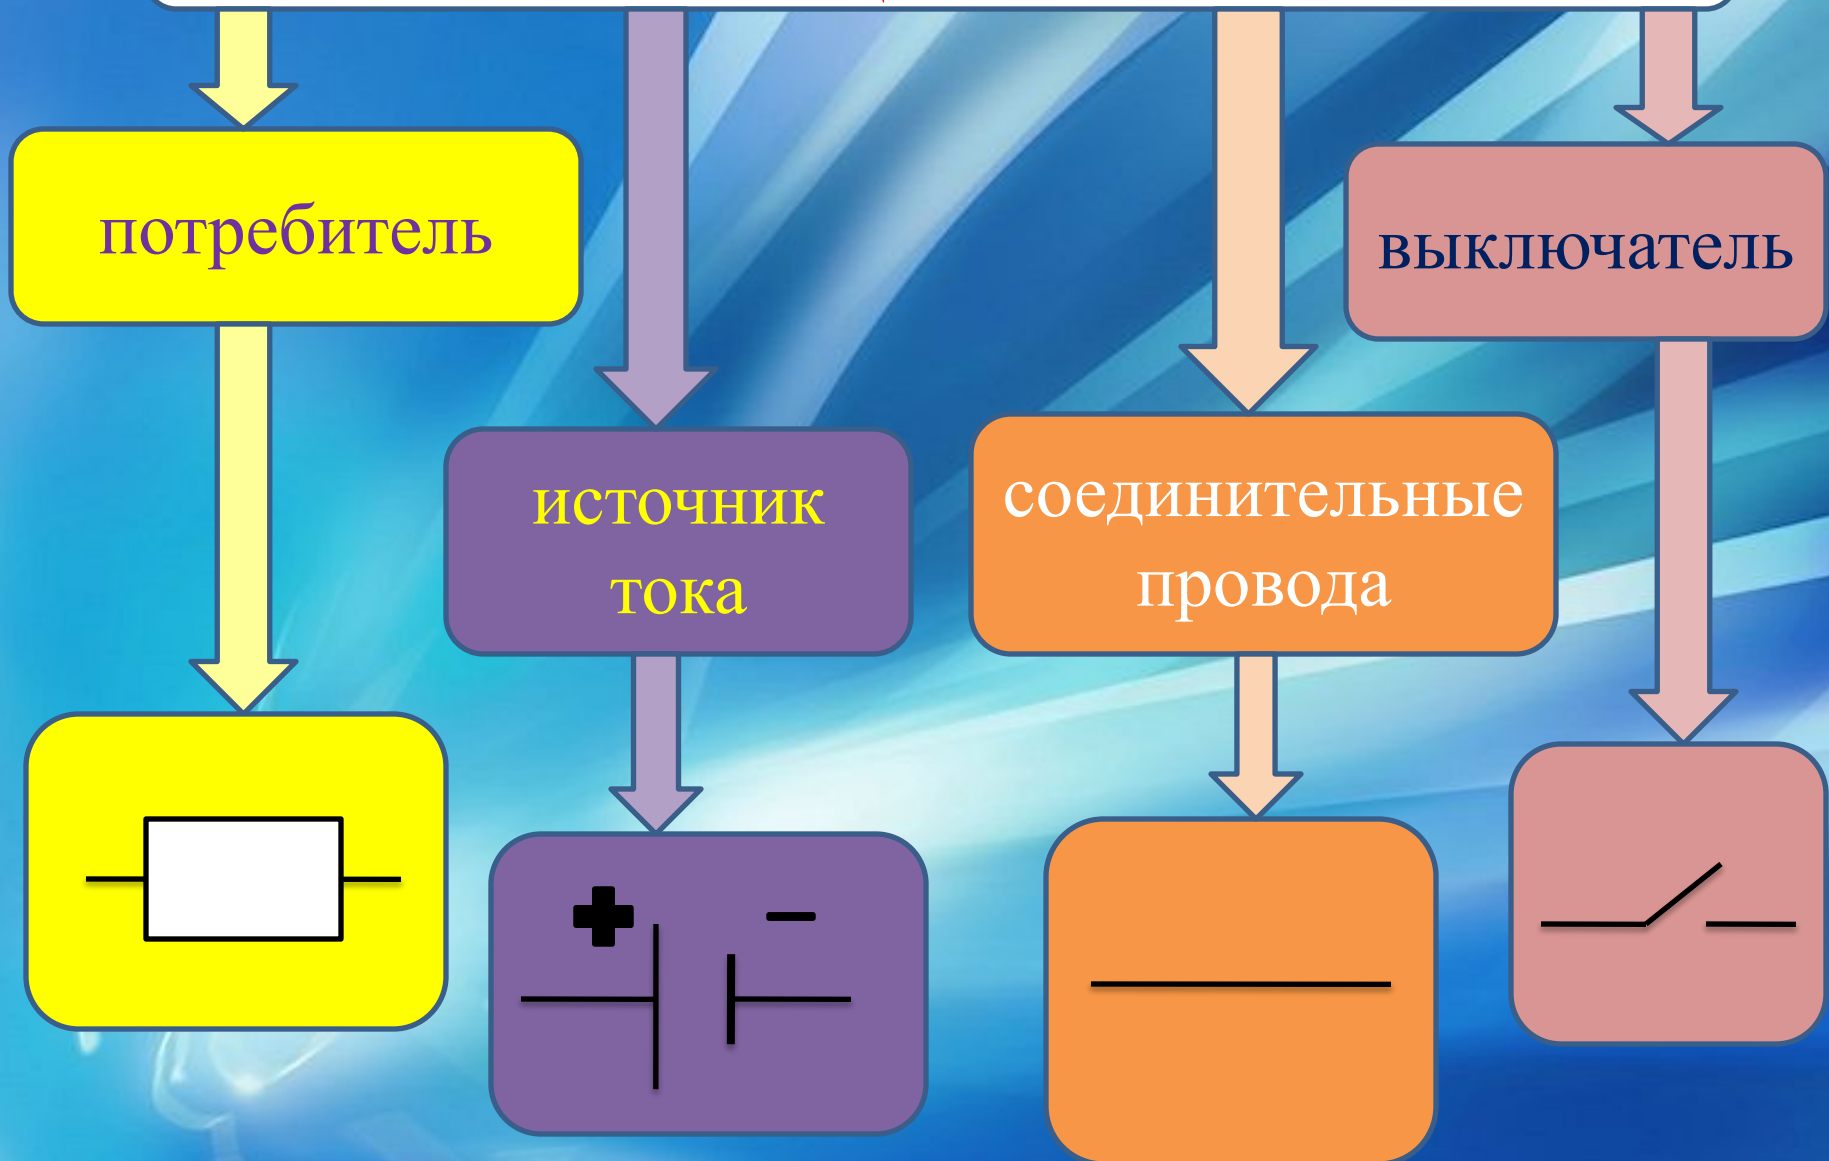 потребитель
выключатель
источник
тока
соединительные
провода
+ -